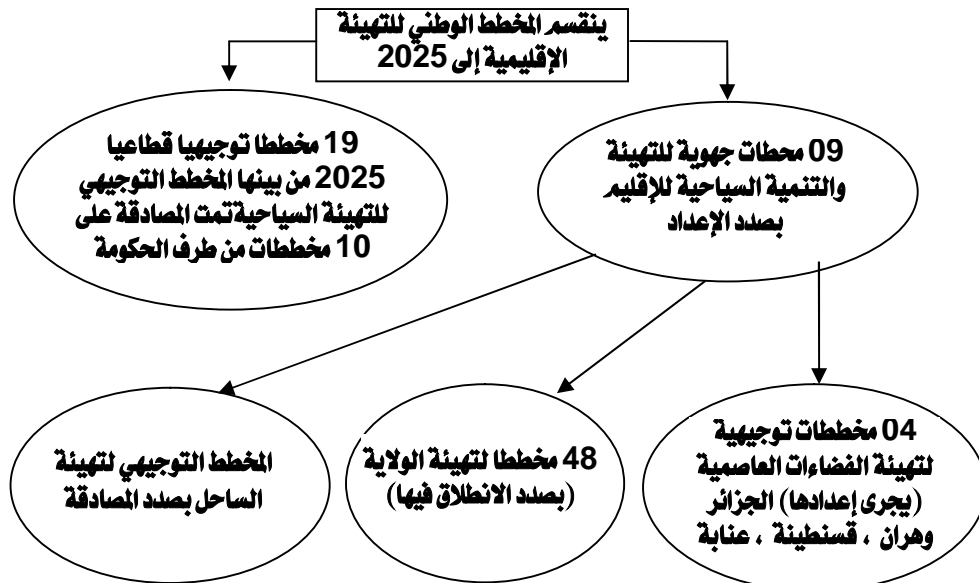 ينقسم المخطط الوطني للتهيئة
الإقليمية إلى 2025
09 محطات جهوية للتهيئة
والتنمية السياحية للإقليم
بصدد الإعداد
19 مخططا توجيهيا قطاعيا
2025 من بينها المخطط التوجيهي
للتهيئة السياحيةتمت المصادقة على
10 مخططات من طرف الحكومة
04 مخططات توجيهية
لتهيئة الفضاءات العاصمية
(يجرى إعدادها) الجزائر
وهران ، قسنطينة ، عنابة
48 مخططا لتهيئة الولاية
(بصدد الانطلاق فيها)
المخطط التوجيهي لتهيئة
الساحل بصدد المصادقة